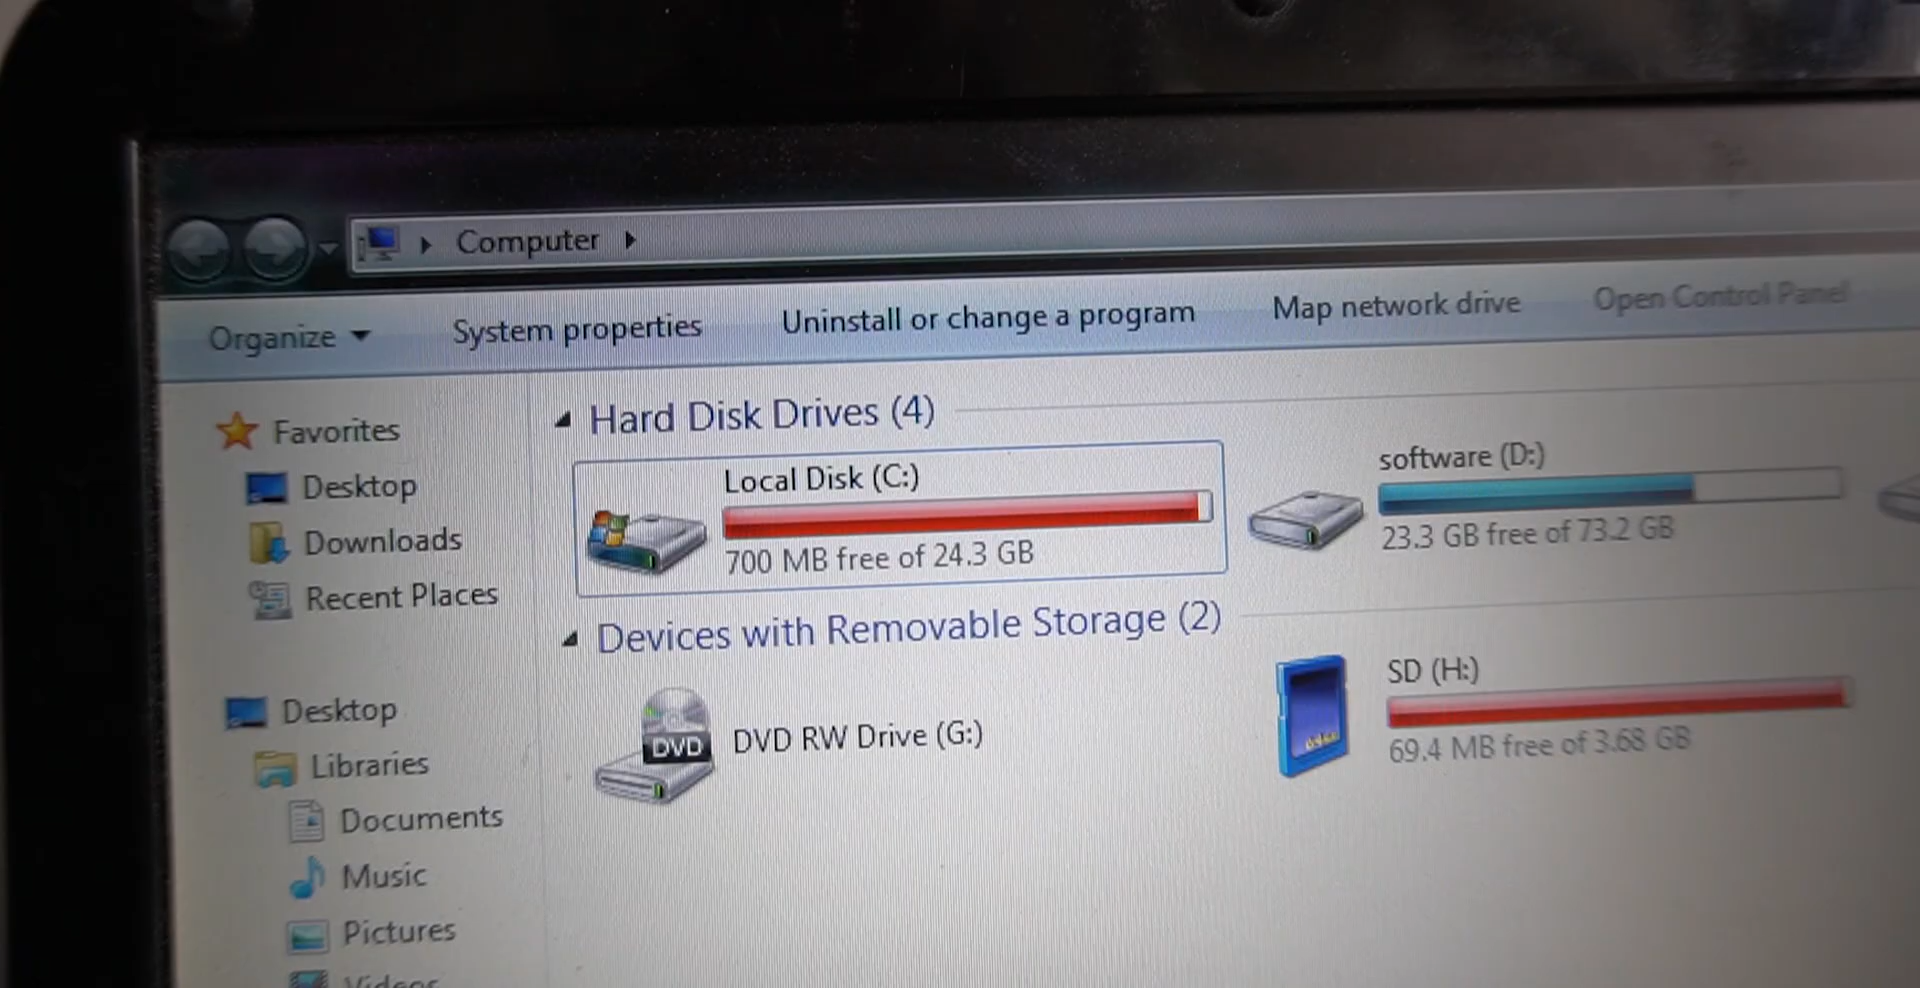 Computer
Organize
System properties
Uninstall or change a program
Map network drive
Open Control Panel
Favorites
Desktop
Downloads
Recent Places
Desktop
Libraries
Documents
Music
Pictures
Videos
Hard Disk Drives (4)
Local Disk (C:)
700 MB free of 24.3 GB
software (D:)
23.3 GB free of 73.2 GB
Devices with Removable Storage (2)
DVD
DVD RW Drive (G:)
SD (H:)
69.4 MB free of 3.68 GB